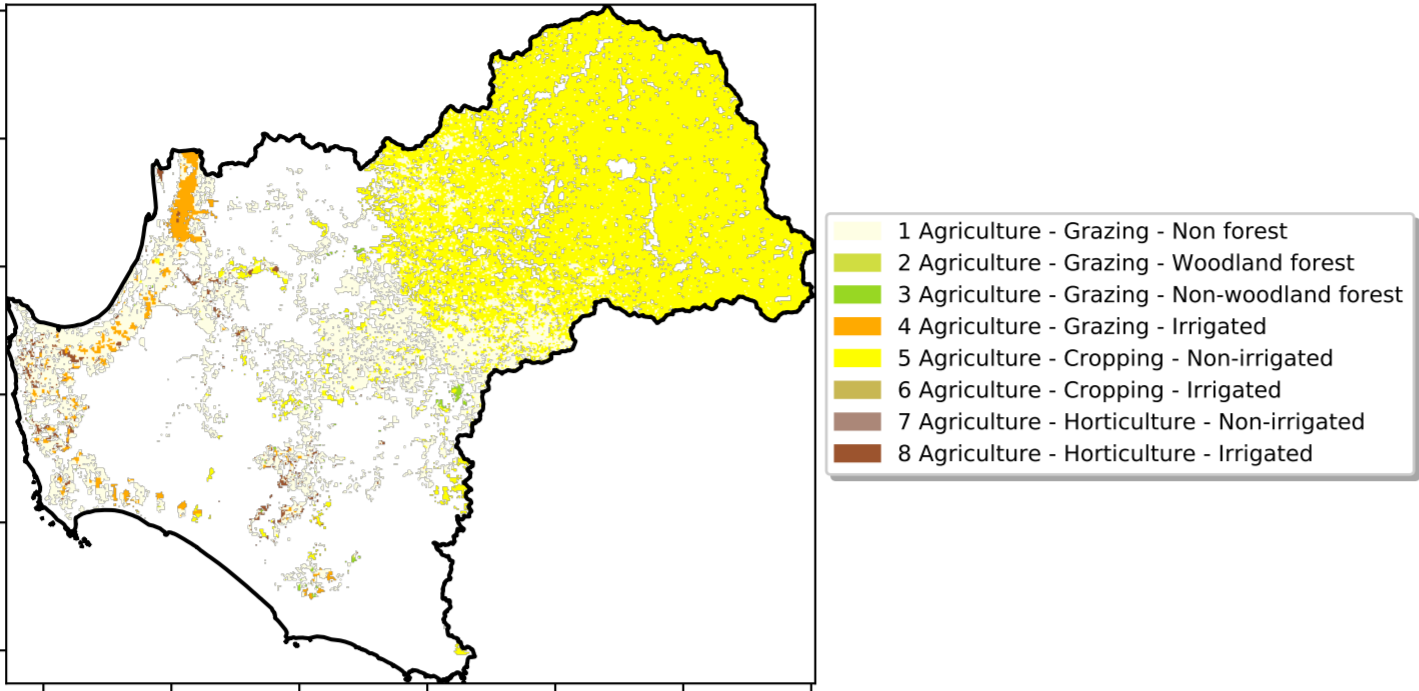 1 Agriculture - Grazing - Non forest
2 Agriculture - Grazing - Woodland forest
3 Agriculture - Grazing - Non-woodland forest
4 Agriculture - Grazing - Irrigated
5 Agriculture - Cropping - Non-irrigated
6 Agriculture - Cropping - Irrigated
7 Agriculture - Horticulture - Non-irrigated
8 Agriculture - Horticulture - Irrigated